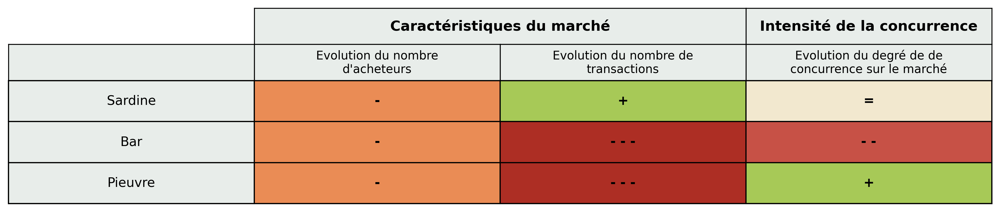 Caractéristiques du marché
Intensité de la concurrence
Evolution du nombre
d'acheteurs
Evolution du nombre de
transactions
Evolution du degré de de
concurrence sur le marché
Sardine
-
+
=
Bar
-
- - -
- -
Pieuvre
-
- - -
+